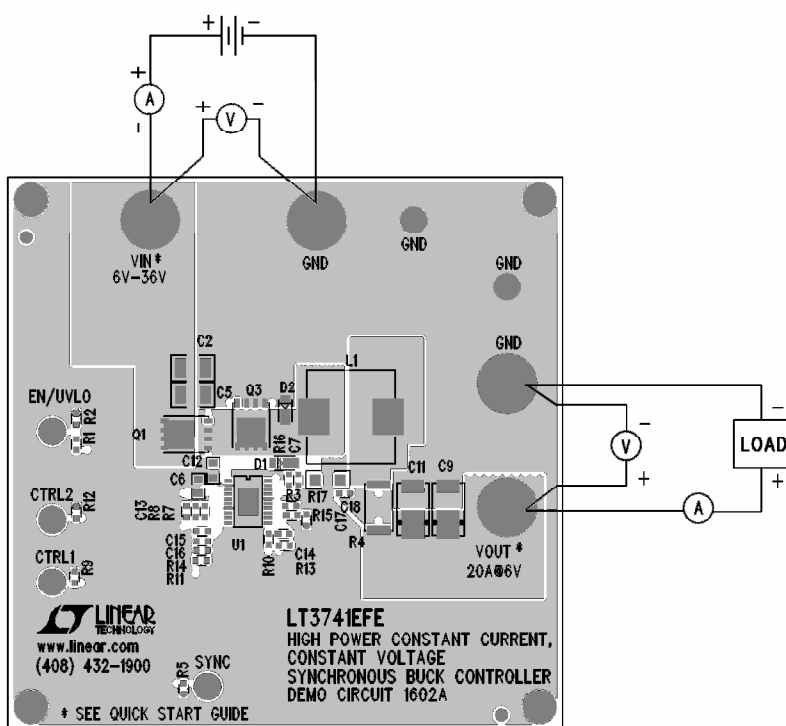 + -
+
A
-
+ V -
VIN *
6V-36V
GND
GND
GND
GND
C2
L1
EN/UVLO
R2
R1
C5
Q3
D2
Q1
R16
C7
C12
D1
C6
R3
R17
C11
C9
-
V
+
-
LOAD
+
A
CTRL2
R12
C13
R8
R7
U1
R15
C17
C18
R4
VOUT *
20A@6V
C15
C16
R14
R11
R10
C14
R13
CTRL1
R9
LINEAR
TECHNOLOGY
www.linear.com
(408) 432-1900
LT3741EFE
HIGH POWER CONSTANT CURRENT,
CONSTANT VOLTAGE
SYNCHRONOUS BUCK CONTROLLER
DEMO CIRCUIT 1602A
R5
SYNC
* SEE QUICK START GUIDE